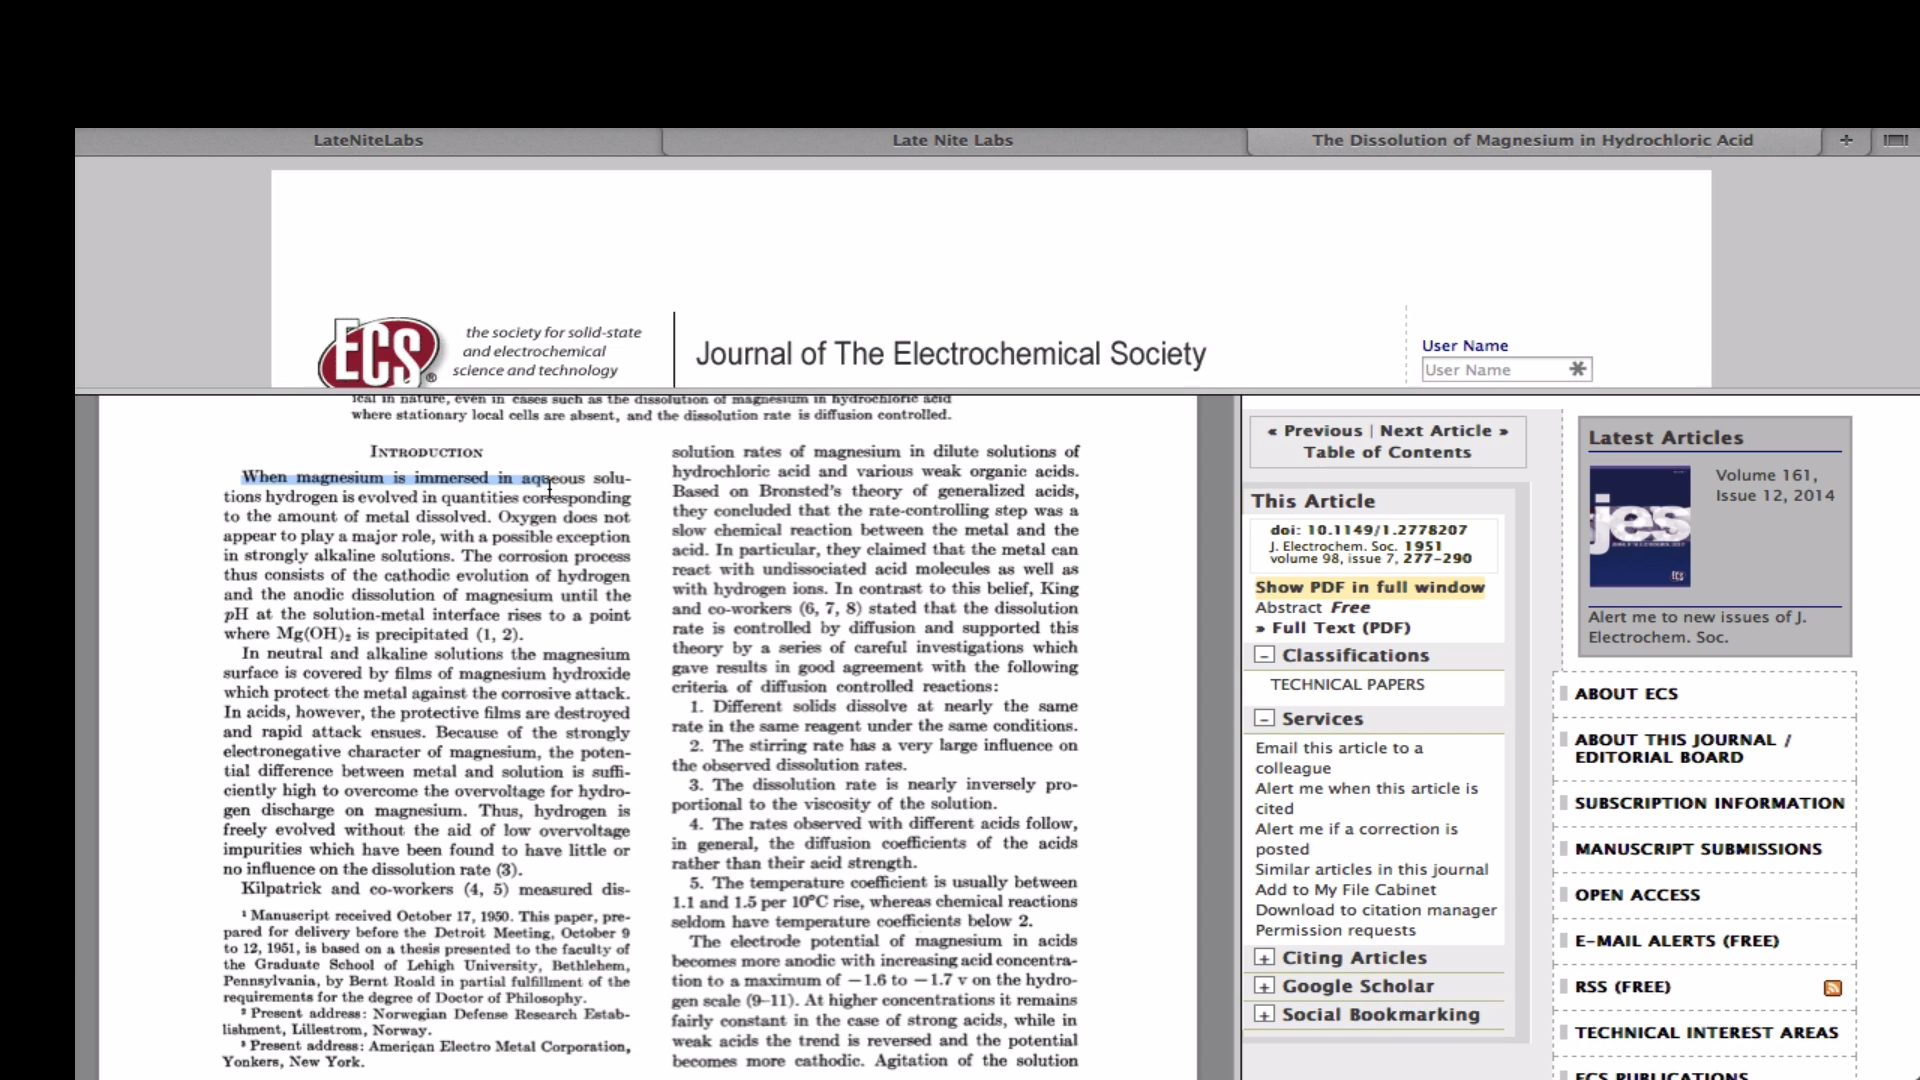 LateNiteLabs
Late Nite Labs
The Dissolution of Magnesium in Hydrochloric Acid
ECS
®
the society for solid-state
and electrochemical
science and technology
Journal of The Electrochemical Society
User Name
User Name
ical in nature, even in cases such as the dissolution of magnesium in hydrochloric acid
where stationary local cells are absent, and the dissolution rate is diffusion controlled.
INTRODUCTION
When magnesium is immersed in aqueous solu-
tions hydrogen is evolved in quantities corresponding
to the amount of metal dissolved. Oxygen does not
appear to play a major role, with a possible exception
in strongly alkaline solutions. The corrosion process
thus consists of the cathodic evolution of hydrogen
and the anodic dissolution of magnesium until the
pH at the solution-metal interface rises to a point
where Mg(OH)₂ is precipitated (1, 2).
In neutral and alkaline solutions the magnesium
surface is covered by films of magnesium hydroxide
which protect the metal against the corrosive attack.
In acids, however, the protective films are destroyed
and rapid attack ensues. Because of the strongly
electronegative character of magnesium, the poten-
tial difference between metal and solution is suffi-
ciently high to overcome the overvoltage for hydro-
gen discharge on magnesium. Thus, hydrogen is
freely evolved without the aid of low overvoltage
impurities which have been found to have little or
no influence on the dissolution rate (3).
Kilpatrick and co-workers (4, 5) measured dis-
¹ Manuscript received October 17, 1950. This paper, pre-
pared for delivery before the Detroit Meeting, October 9
to 12, 1951, is based on a thesis presented to the faculty of
the Graduate School of Lehigh University, Bethlehem,
Pennsylvania, by Bernt Roald in partial fulfillment of the
requirements for the degree of Doctor of Philosophy.
² Present address: Norwegian Defense Research Estab-
lishment, Lillestrom, Norway.
³ Present address: American Electro Metal Corporation,
Yonkers, New York.
solution rates of magnesium in dilute solutions of
hydrochloric acid and various weak organic acids.
Based on Bronsted's theory of generalized acids,
they concluded that the rate-controlling step was a
slow chemical reaction between the metal and the
acid. In particular, they claimed that the metal can
react with undissociated acid molecules as well as
with hydrogen ions. In contrast to this belief, King
and co-workers (6, 7, 8) stated that the dissolution
rate is controlled by diffusion and supported this
theory by a series of careful investigations which
gave results in good agreement with the following
criteria of diffusion controlled reactions:
1. Different solids dissolve at nearly the same
rate in the same reagent under the same conditions.
2. The stirring rate has a very large influence on
the observed dissolution rates.
3. The dissolution rate is nearly inversely pro-
portional to the viscosity of the solution.
4. The rates observed with different acids follow,
in general, the diffusion coefficients of the acids
rather than their acid strength.
5. The temperature coefficient is usually between
1.1 and 1.5 per 10°C rise, whereas chemical reactions
seldom have temperature coefficients below 2.
The electrode potential of magnesium in acids
becomes more anodic with increasing acid concentra-
tion to a maximum of −1.6 to −1.7 v on the hydro-
gen scale (9–11). At higher concentrations it remains
fairly constant in the case of strong acids, while in
weak acids the trend is reversed and the potential
becomes more cathodic. Agitation of the solution
« Previous | Next Article »
Table of Contents
This Article
doi: 10.1149/1.2778207
J. Electrochem. Soc. 1951
volume 98, issue 7, 277-290
Show PDF in full window
Abstract Free
» Full Text (PDF)
Classifications
TECHNICAL PAPERS
Services
Email this article to a
colleague
Alert me when this article is
cited
Alert me if a correction is
posted
Similar articles in this journal
Add to My File Cabinet
Download to citation manager
Permission requests
Citing Articles
Google Scholar
Social Bookmarking
Latest Articles
jes
Volume 161,
Issue 12, 2014
Alert me to new issues of J.
Electrochem. Soc.
ABOUT ECS
ABOUT THIS JOURNAL /
EDITORIAL BOARD
SUBSCRIPTION INFORMATION
MANUSCRIPT SUBMISSIONS
OPEN ACCESS
E-MAIL ALERTS (FREE)
RSS (FREE)
TECHNICAL INTEREST AREAS
ECS PUBLICATIONS